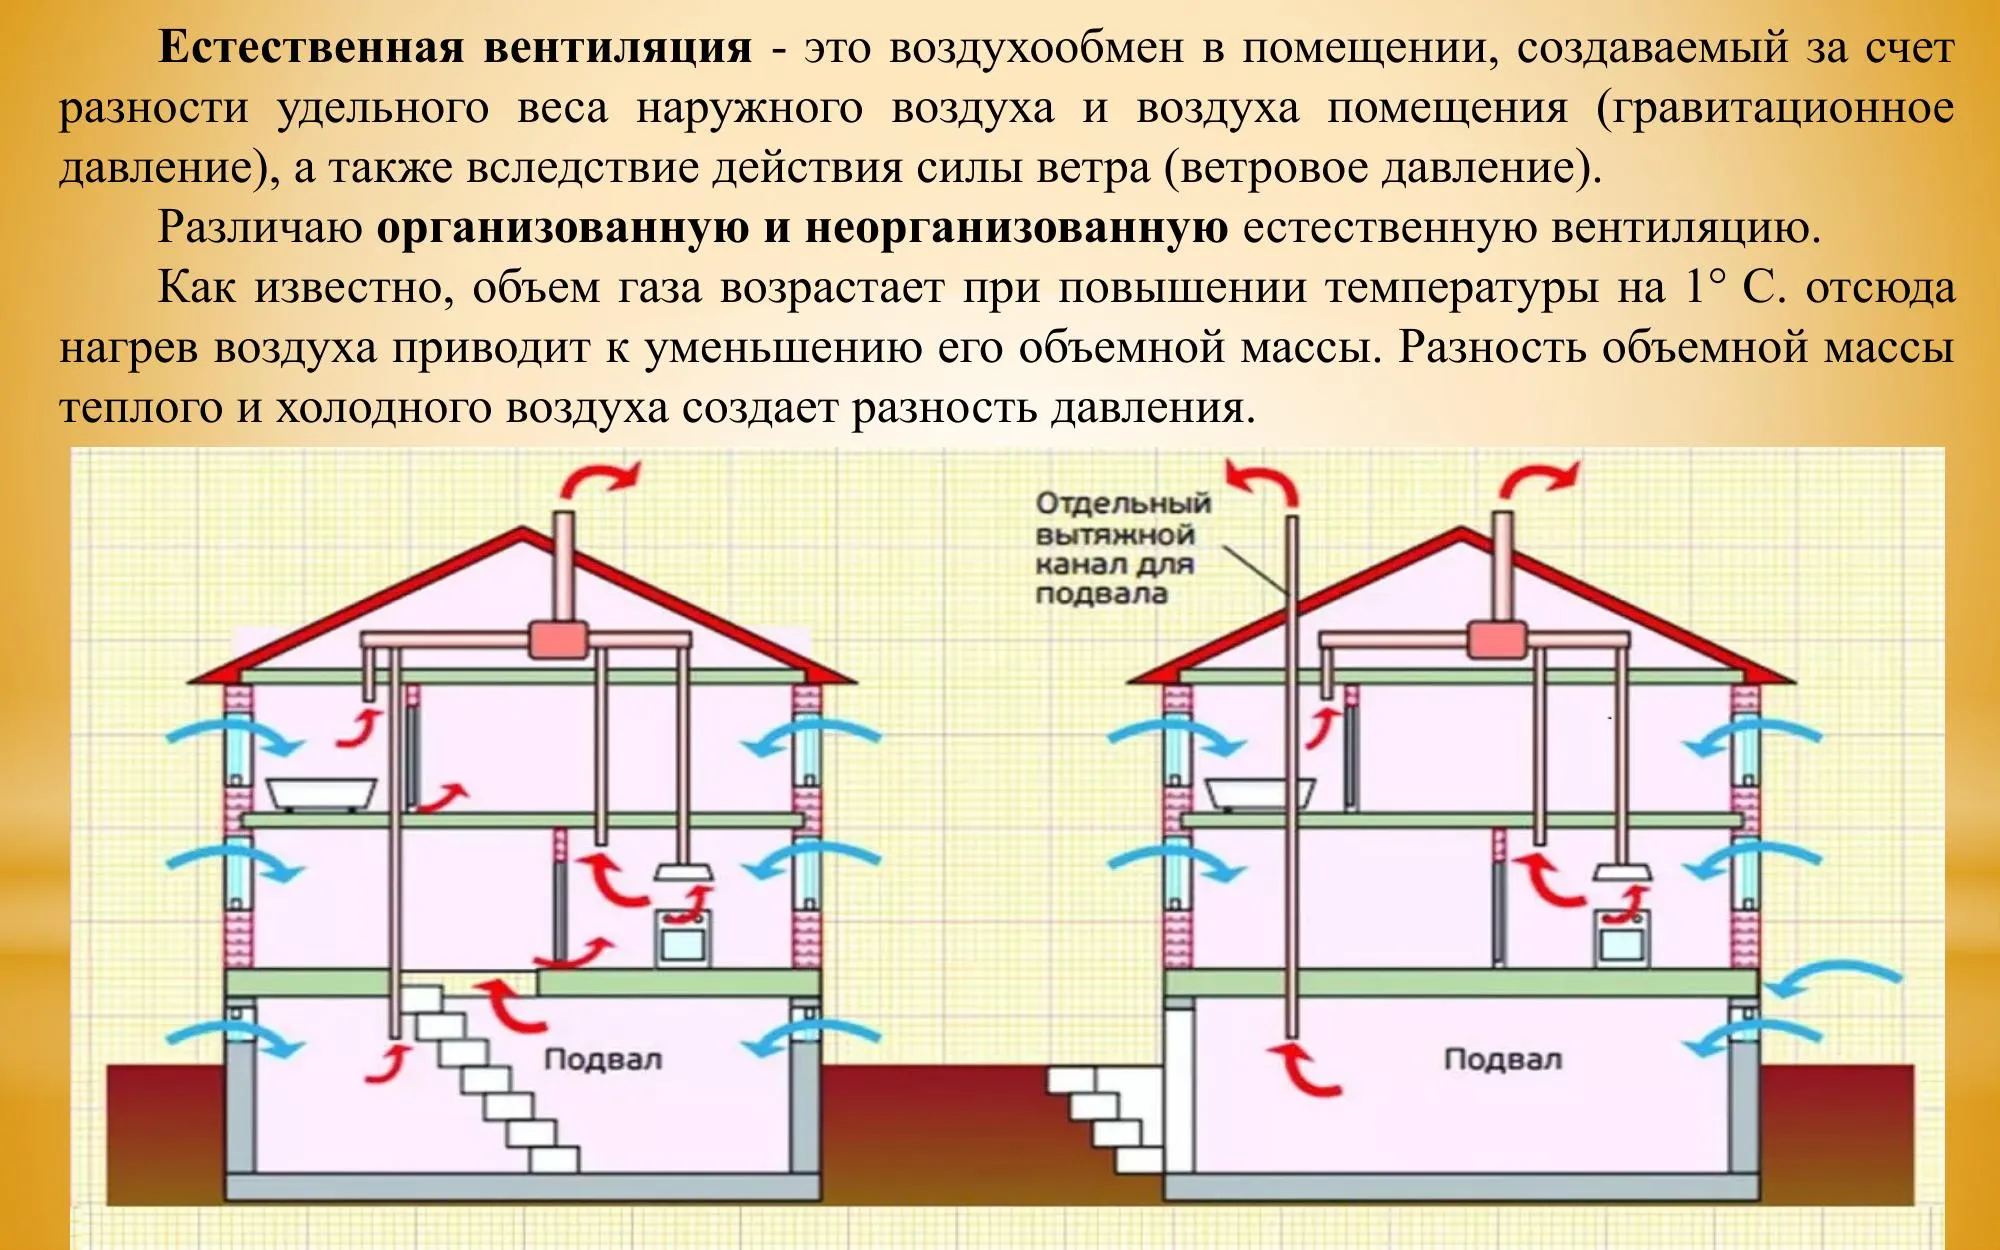 Естественная вентиляция - это воздухообмен в помещении, создаваемый за счет
разности удельного веса наружного воздуха и воздуха помещения (гравитационное
давление), а также вследствие действия силы ветра (ветровое давление).
Различаю организованную и неорганизованную естественную вентиляцию.
Как известно, объем газа возрастает при повышении температуры на 1° С. отсюда
нагрев воздуха приводит к уменьшению его объемной массы. Разность объемной массы
теплого и холодного воздуха создает разность давления.
Отдельный
вытяжной
канал для
подвала
Подвал
Подвал